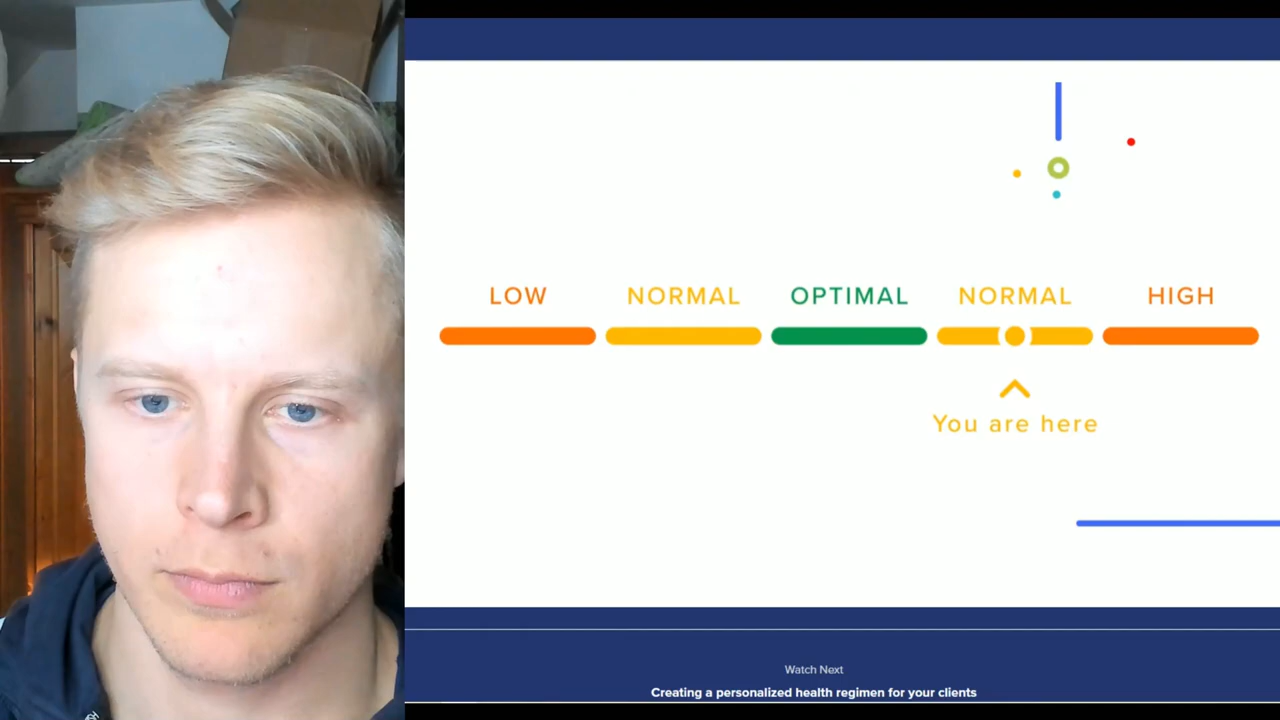 LOW NORMAL OPTIMAL NORMAL HIGH
You are here
Watch Next
Creating a personalized health regimen for your clients